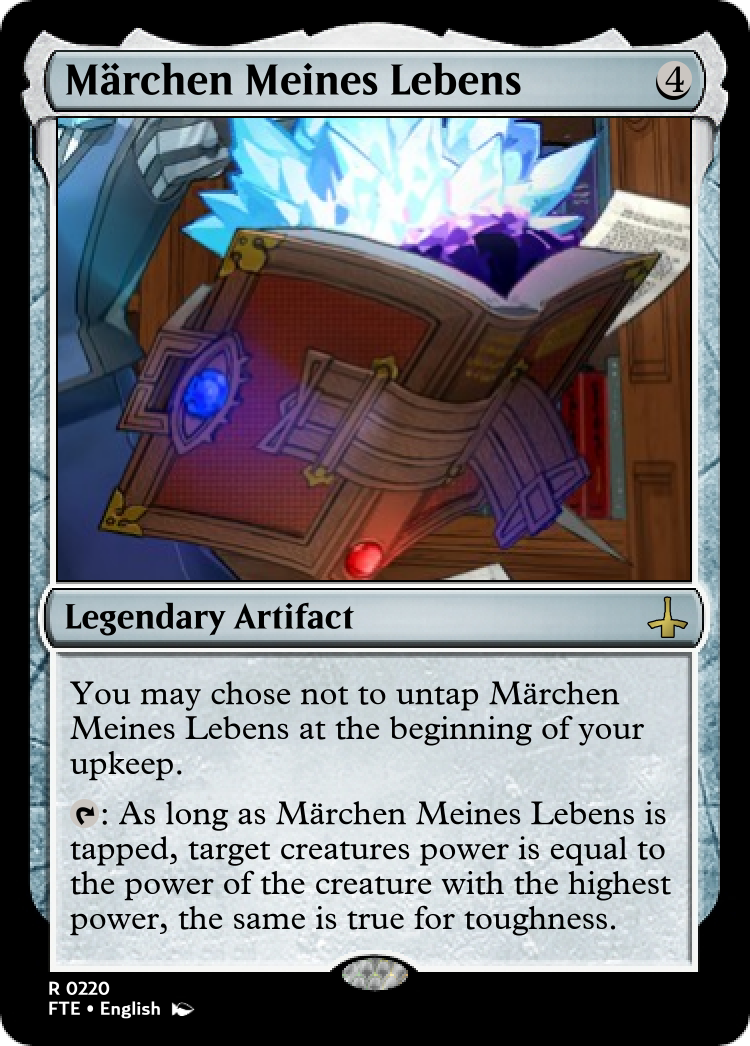 Märchen Meines Lebens 4
Legendary Artifact
You may chose not to untap Märchen
Meines Lebens at the beginning of your
upkeep.
: As long as Märchen Meines Lebens is
tapped, target creatures power is equal to
the power of the creature with the highest
power, the same is true for toughness.
R 0220
FTE • English